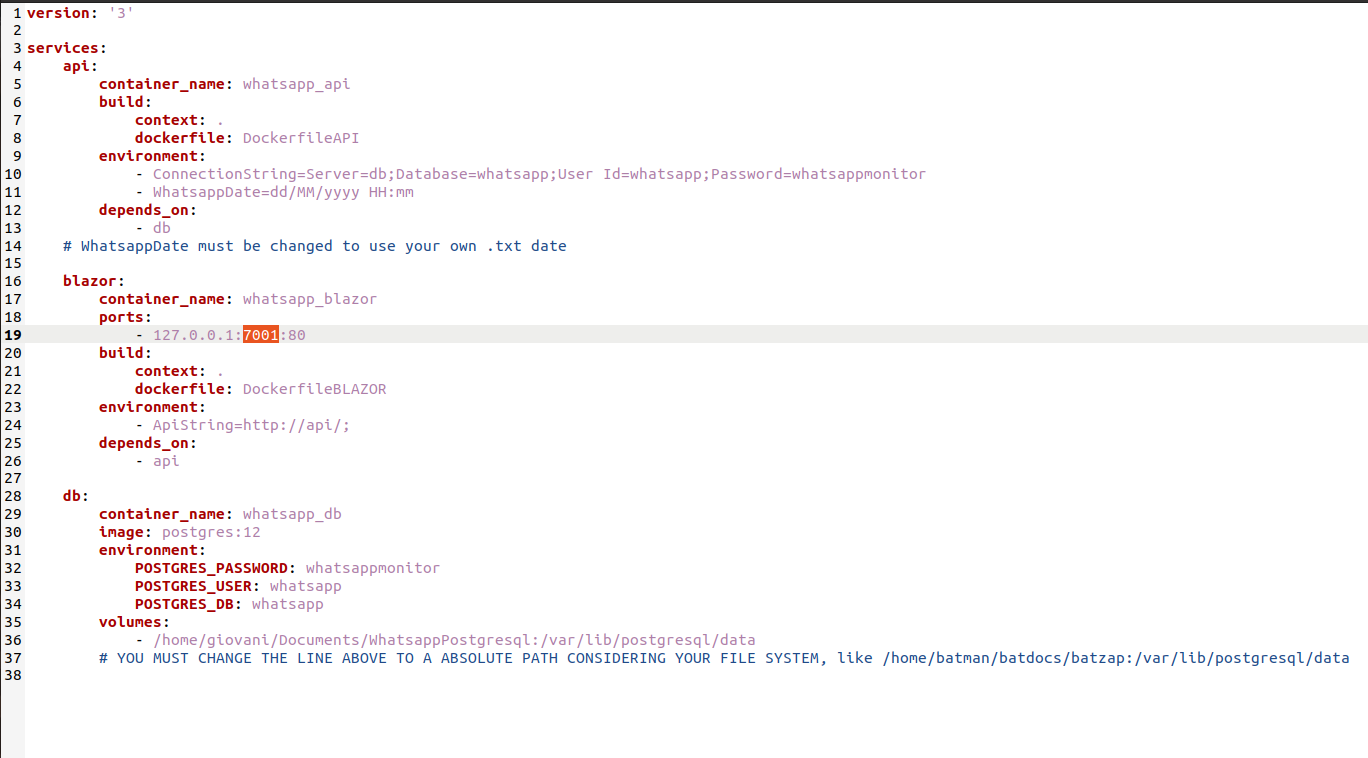 1 version: '3'
2
3 services:
4     api:
5         container_name: whatsapp_api
6         build:
7             context: .
8             dockerfile: DockerfileAPI
9         environment:
10             - ConnectionString=Server=db;Database=whatsapp;User Id=whatsapp;Password=whatsappmonitor
11             - WhatsappDate=dd/MM/yyyy HH:mm
12         depends_on:
13             - db
14     # WhatsappDate must be changed to use your own .txt date
15
16     blazor:
17         container_name: whatsapp_blazor
18         ports:
19             - 127.0.0.1:7001:80
20         build:
21             context: .
22             dockerfile: DockerfileBLAZOR
23         environment:
24             - ApiString=http://api/;
25         depends_on:
26             - api
27
28     db:
29         container_name: whatsapp_db
30         image: postgres:12
31         environment:
32             POSTGRES_PASSWORD: whatsappmonitor
33             POSTGRES_USER: whatsapp
34             POSTGRES_DB: whatsapp
35         volumes:
36             - /home/giovani/Documents/WhatsappPostgresql:/var/lib/postgresql/data
37         # YOU MUST CHANGE THE LINE ABOVE TO A ABSOLUTE PATH CONSIDERING YOUR FILE SYSTEM, like /home/batman/batdocs/batzap:/var/lib/postgresql/data
38